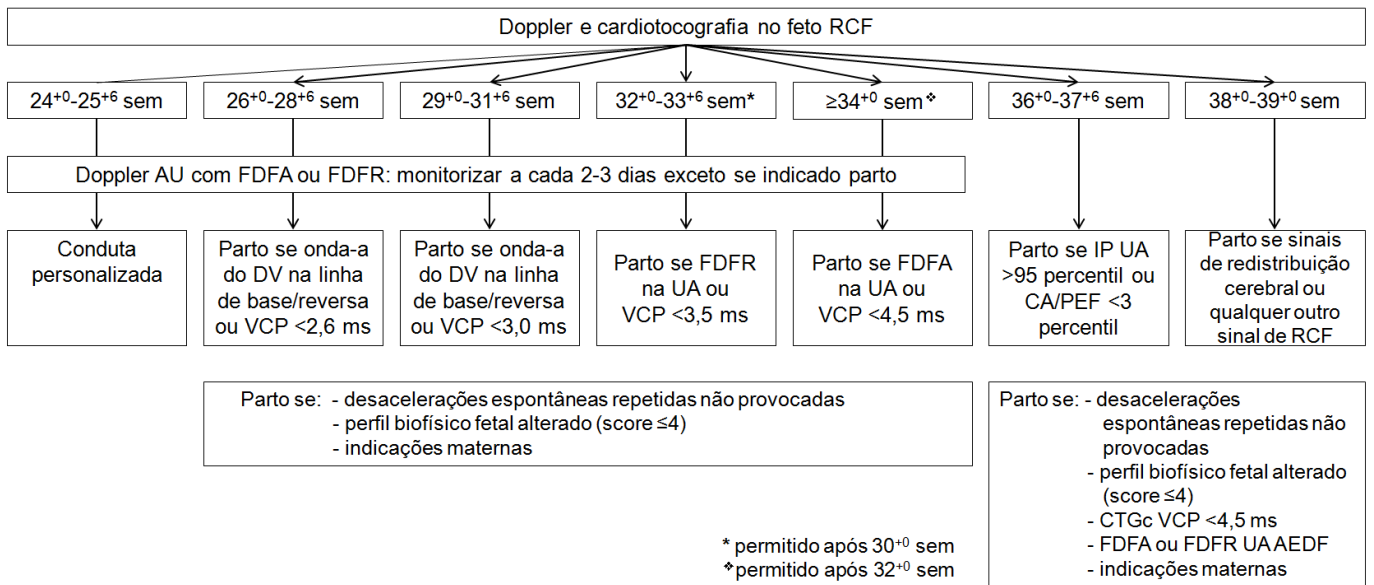 Doppler e cardiotocografia no feto RCF
24⁺⁰-25⁺⁶ sem
26⁺⁰-28⁺⁶ sem
29⁺⁰-31⁺⁶ sem
32⁺⁰-33⁺⁶ sem*
≥34⁺⁰ sem❖
36⁺⁰-37⁺⁶ sem
38⁺⁰-39⁺⁰ sem
Doppler AU com FDFA ou FDFR: monitorizar a cada 2-3 dias exceto se indicado parto
Conduta
personalizada
Parto se onda-a
do DV na linha
de base/reversa
ou VCP <2,6 ms
Parto se onda-a
do DV na linha
de base/reversa
ou VCP <3,0 ms
Parto se FDFR
na UA ou
VCP <3,5 ms
Parto se FDFA
na UA ou
VCP <4,5 ms
Parto se IP UA
>95 percentil ou
CA/PEF <3
percentil
Parto se sinais
de redistribuição
cerebral ou
qualquer outro
sinal de RCF
Parto se: - desacelerações espontâneas repetidas não provocadas
- perfil biofísico fetal alterado (score ≤4)
- indicações maternas
Parto se: - desacelerações
espontâneas repetidas não
provocadas
- perfil biofísico fetal alterado
(score ≤4)
- CTGc VCP <4,5 ms
- FDFA ou FDFR UA AEDF
- indicações maternas
* permitido após 30⁺⁰ sem
❖permitido após 32⁺⁰ sem